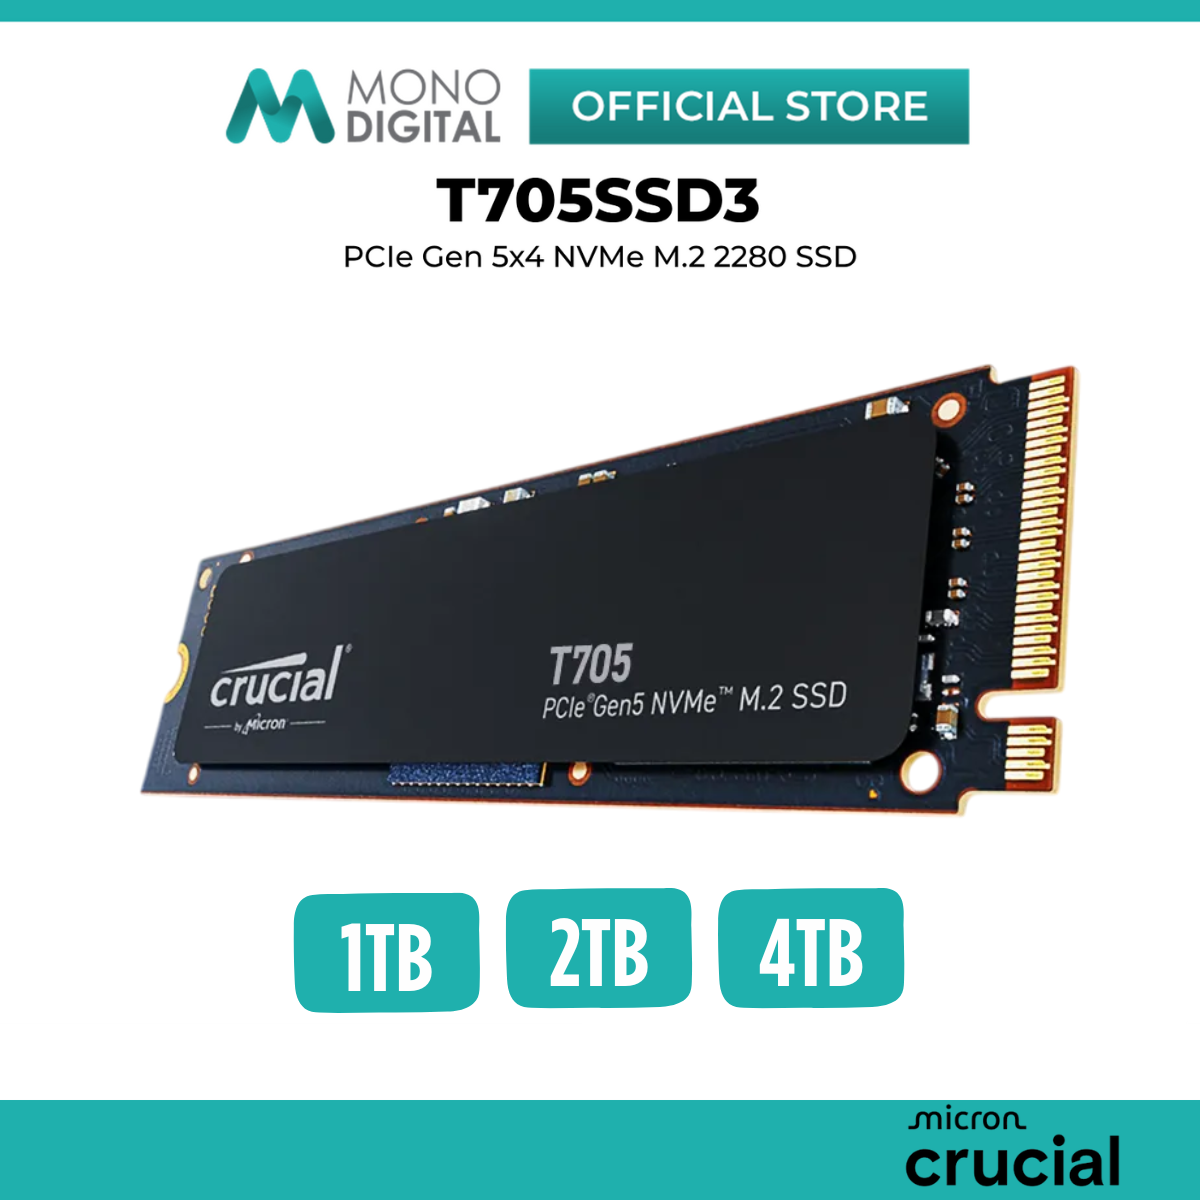 MONO
DIGITAL
OFFICIAL STORE
T705SSD3
PCIe Gen 5x4 NVMe M.2 2280 SSD
crucial®
by Micron
T705
PCIe® Gen5 NVMe™ M.2 SSD
1TB
2TB
4TB
micron
crucial